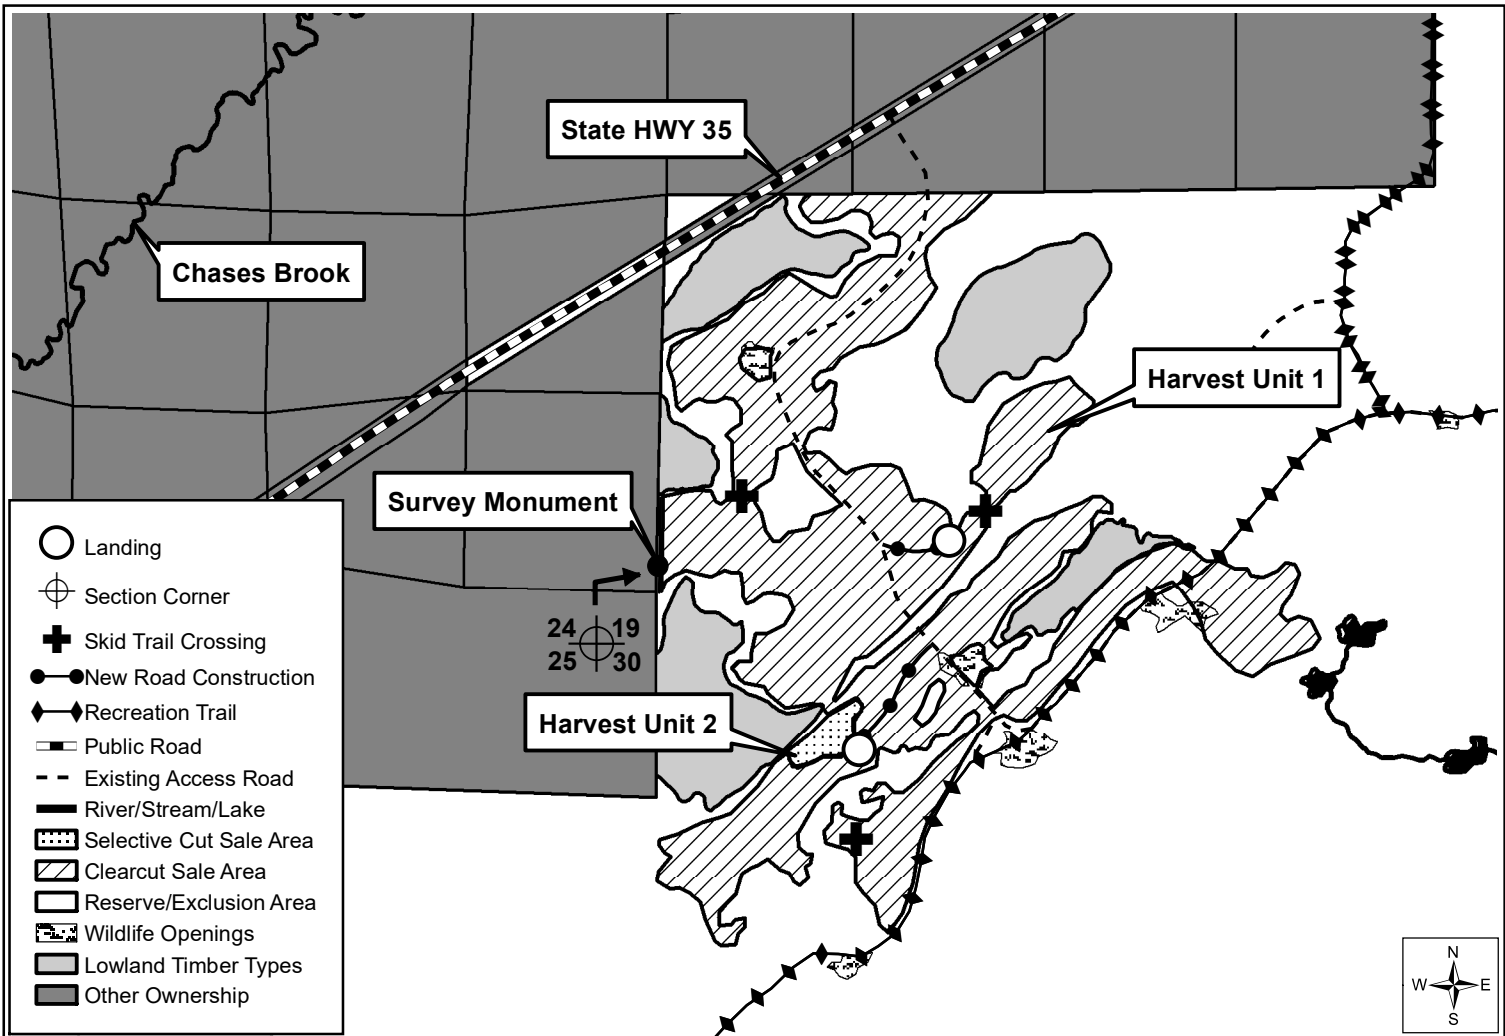 State HWY 35
Chases Brook
Harvest Unit 1
Survey Monument
24 19
25 30
Harvest Unit 2
Landing
Section Corner
Skid Trail Crossing
New Road Construction
Recreation Trail
Public Road
Existing Access Road
River/Stream/Lake
Selective Cut Sale Area
Clearcut Sale Area
Reserve/Exclusion Area
Wildlife Openings
Lowland Timber Types
Other Ownership
N
W E
S